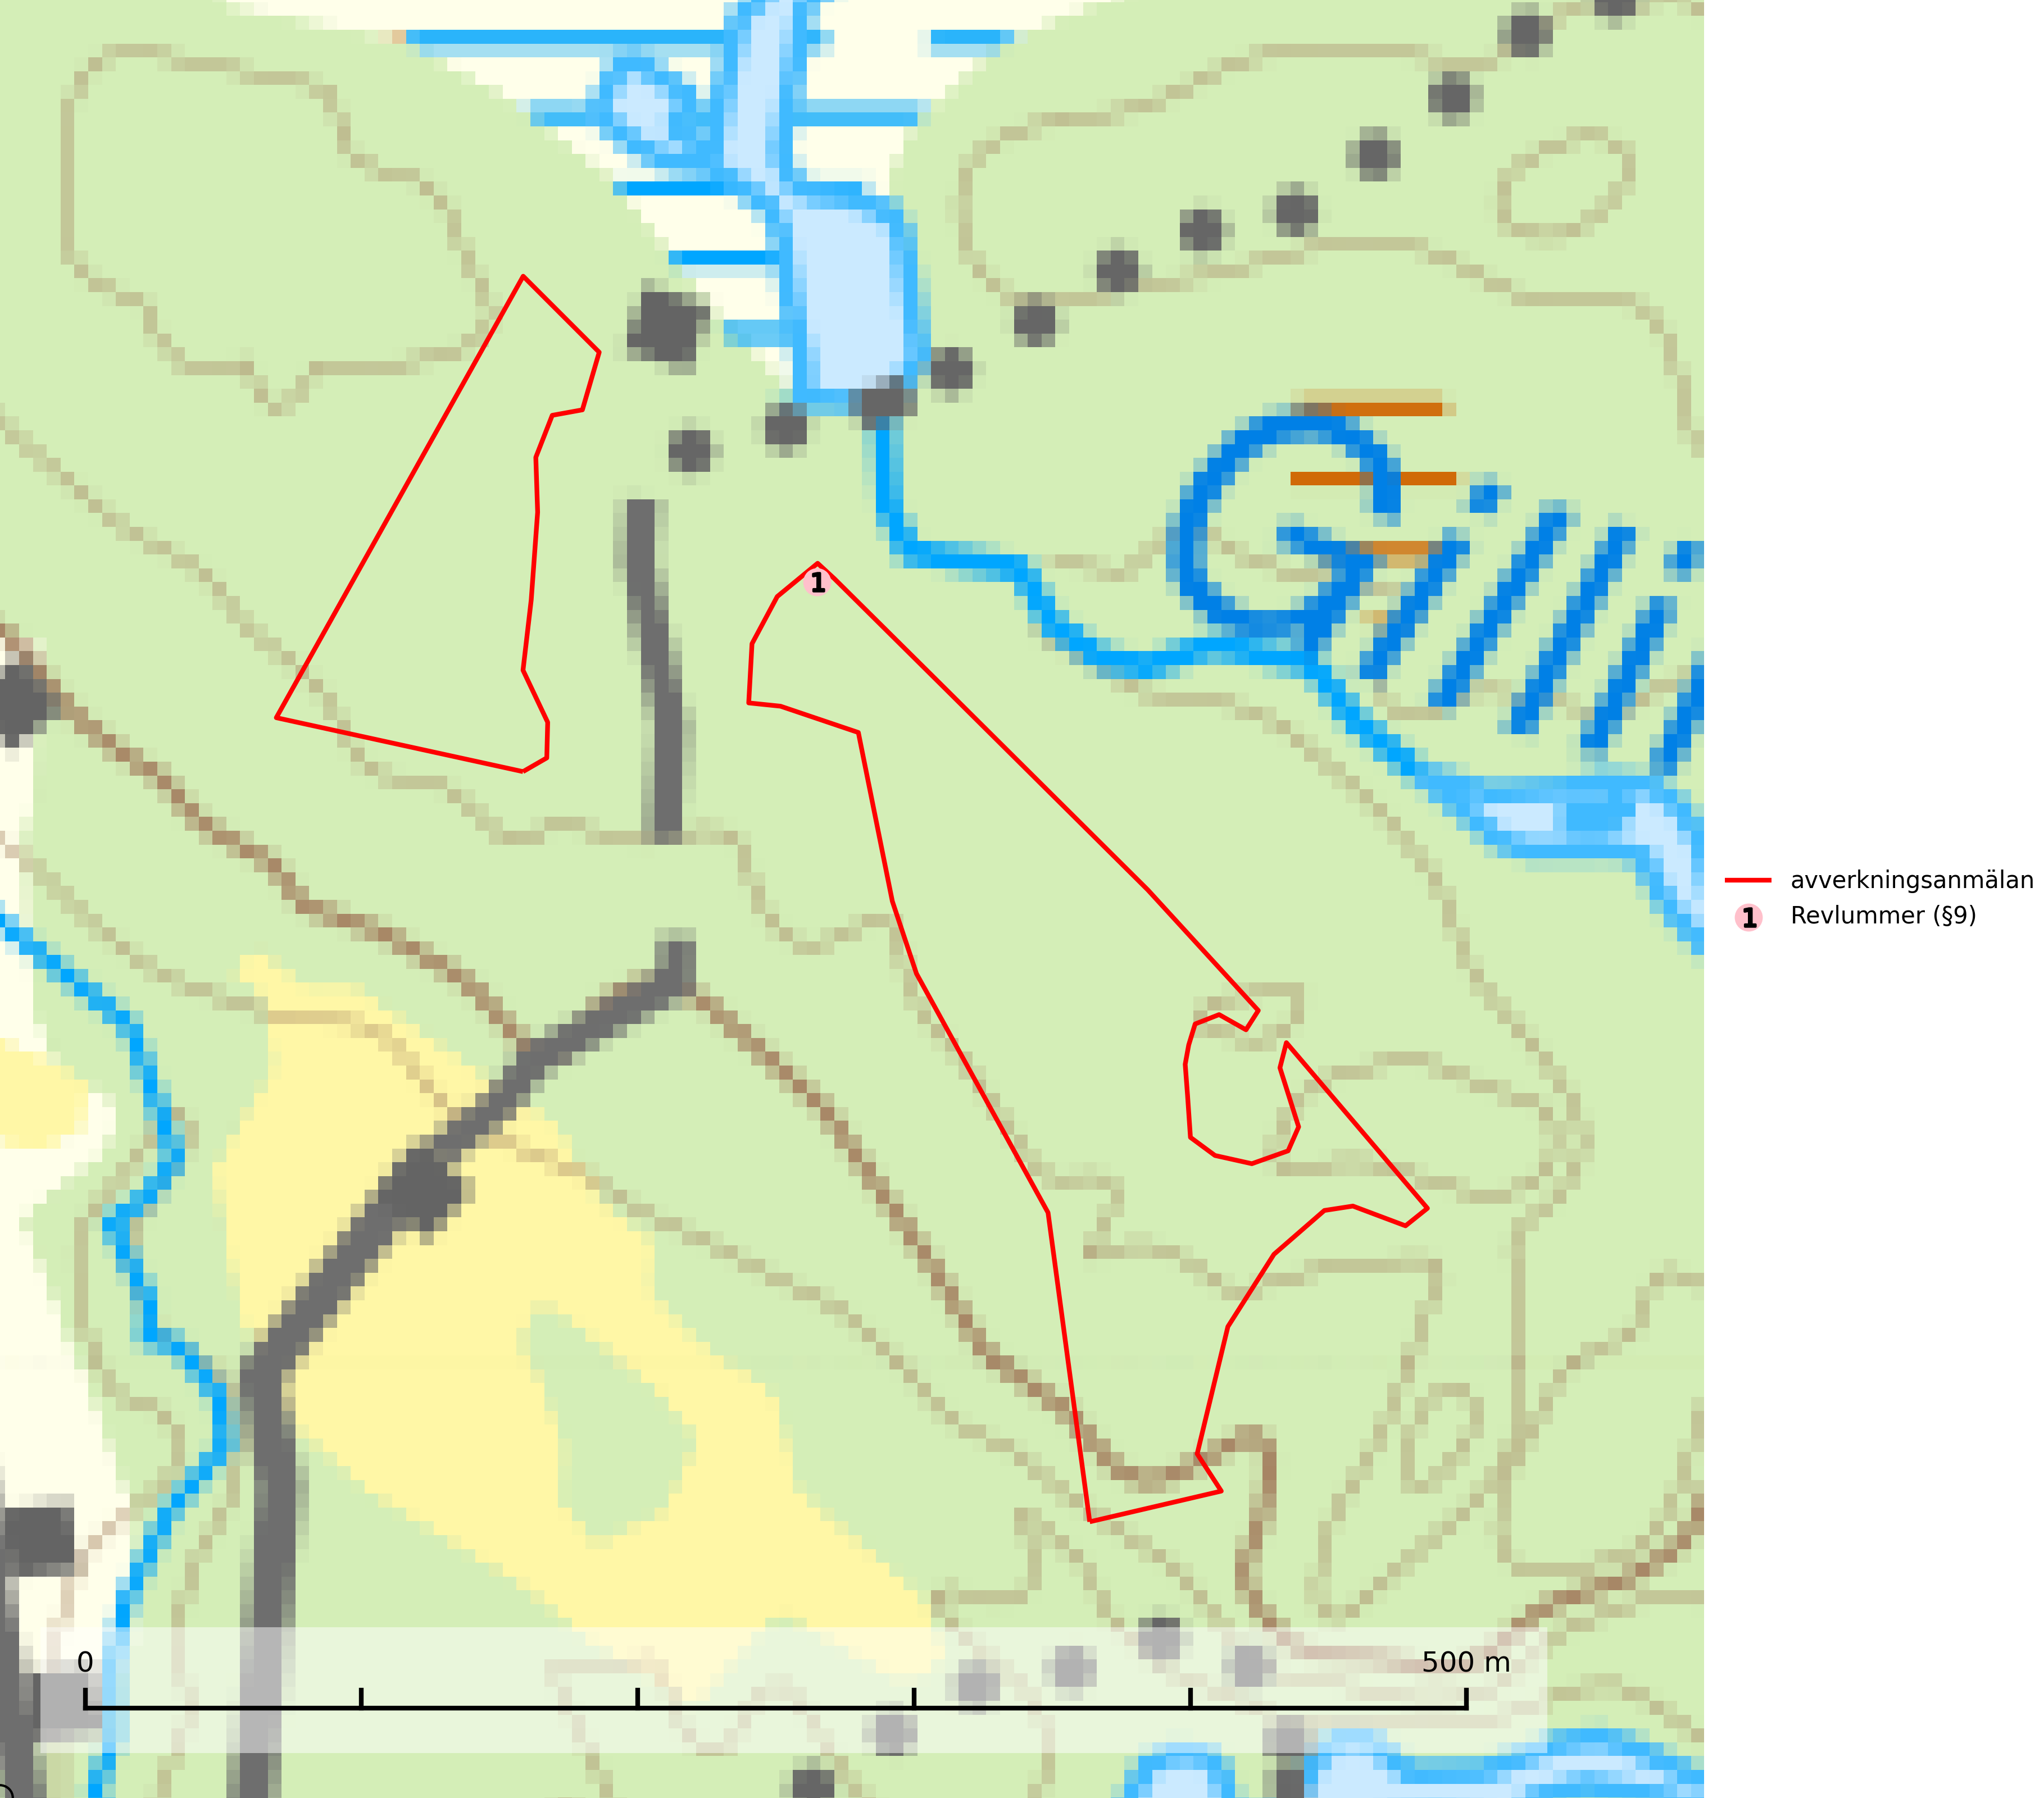 1
avverkningsanmälan
1 Revlummer (§9)
0 500 m